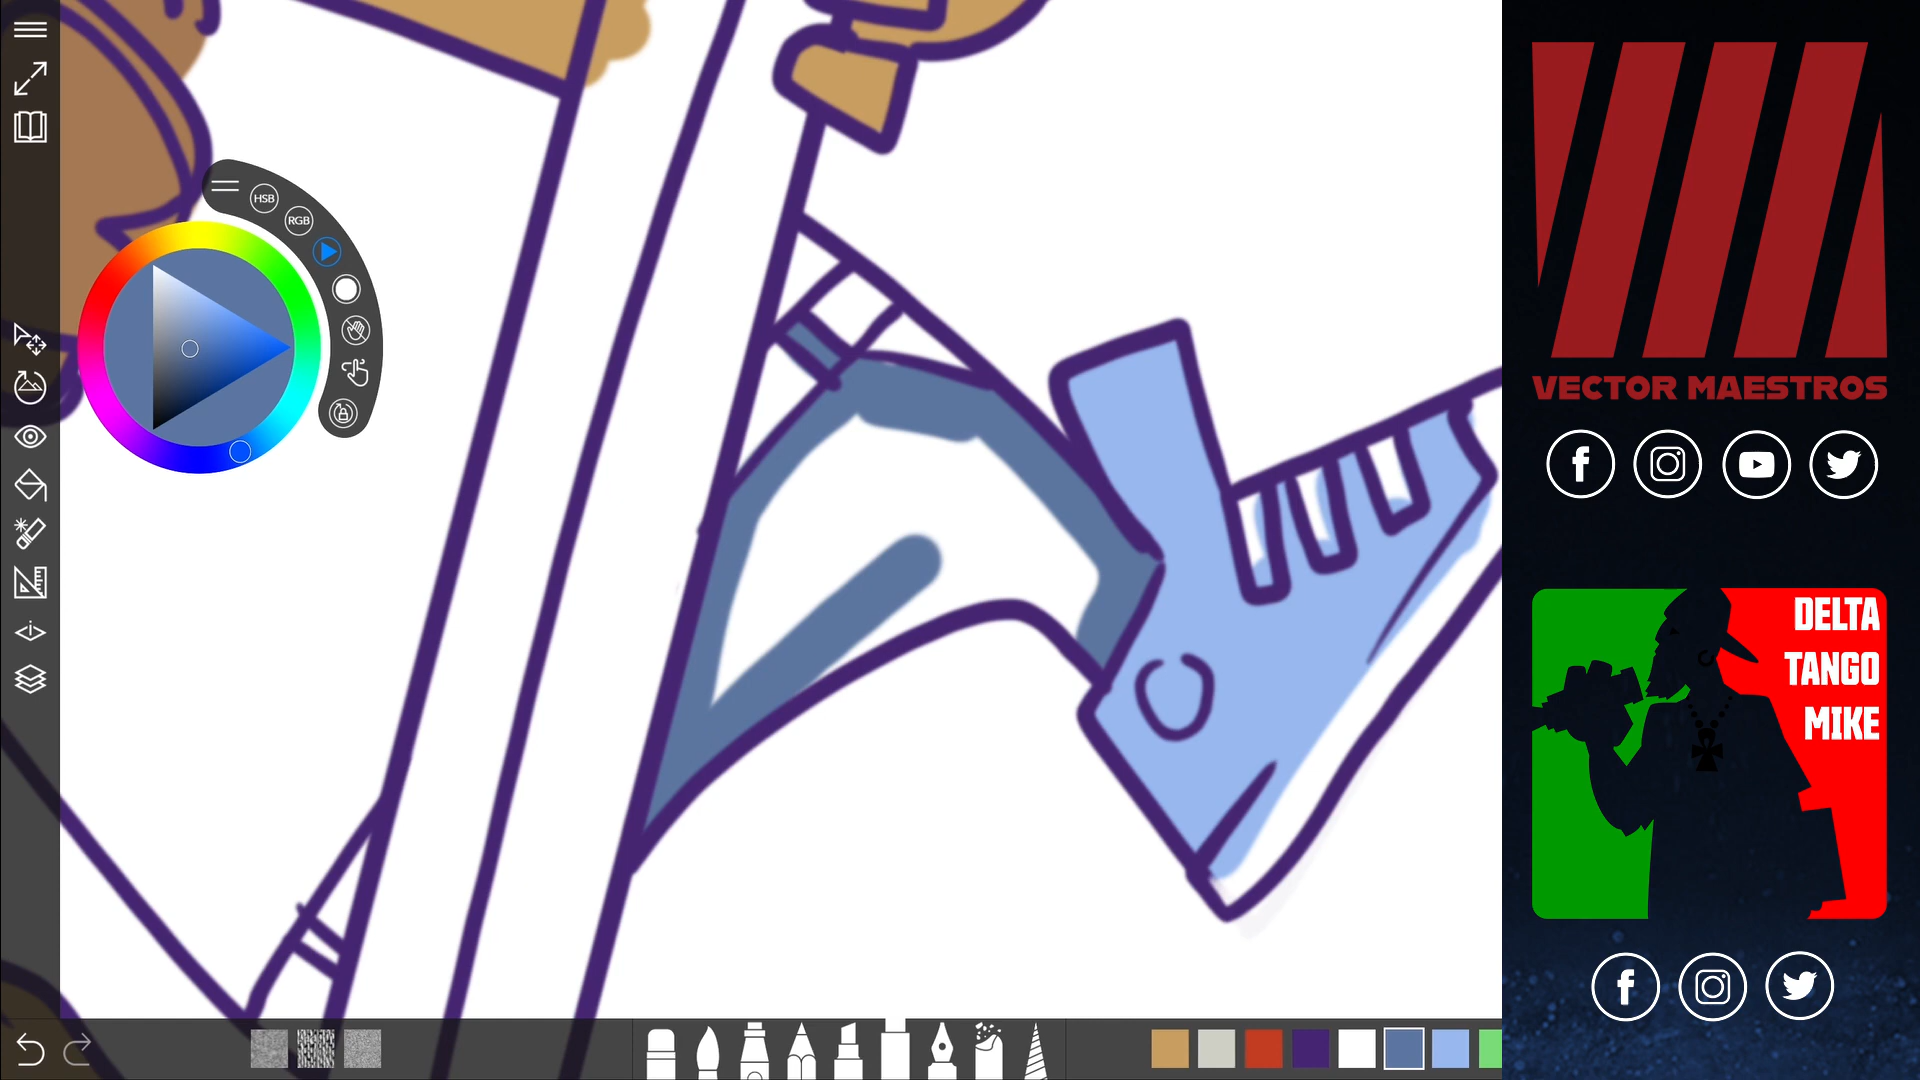 HSB
RGB
VECTOR MAESTROS
DELTA
TANGO
MIKE